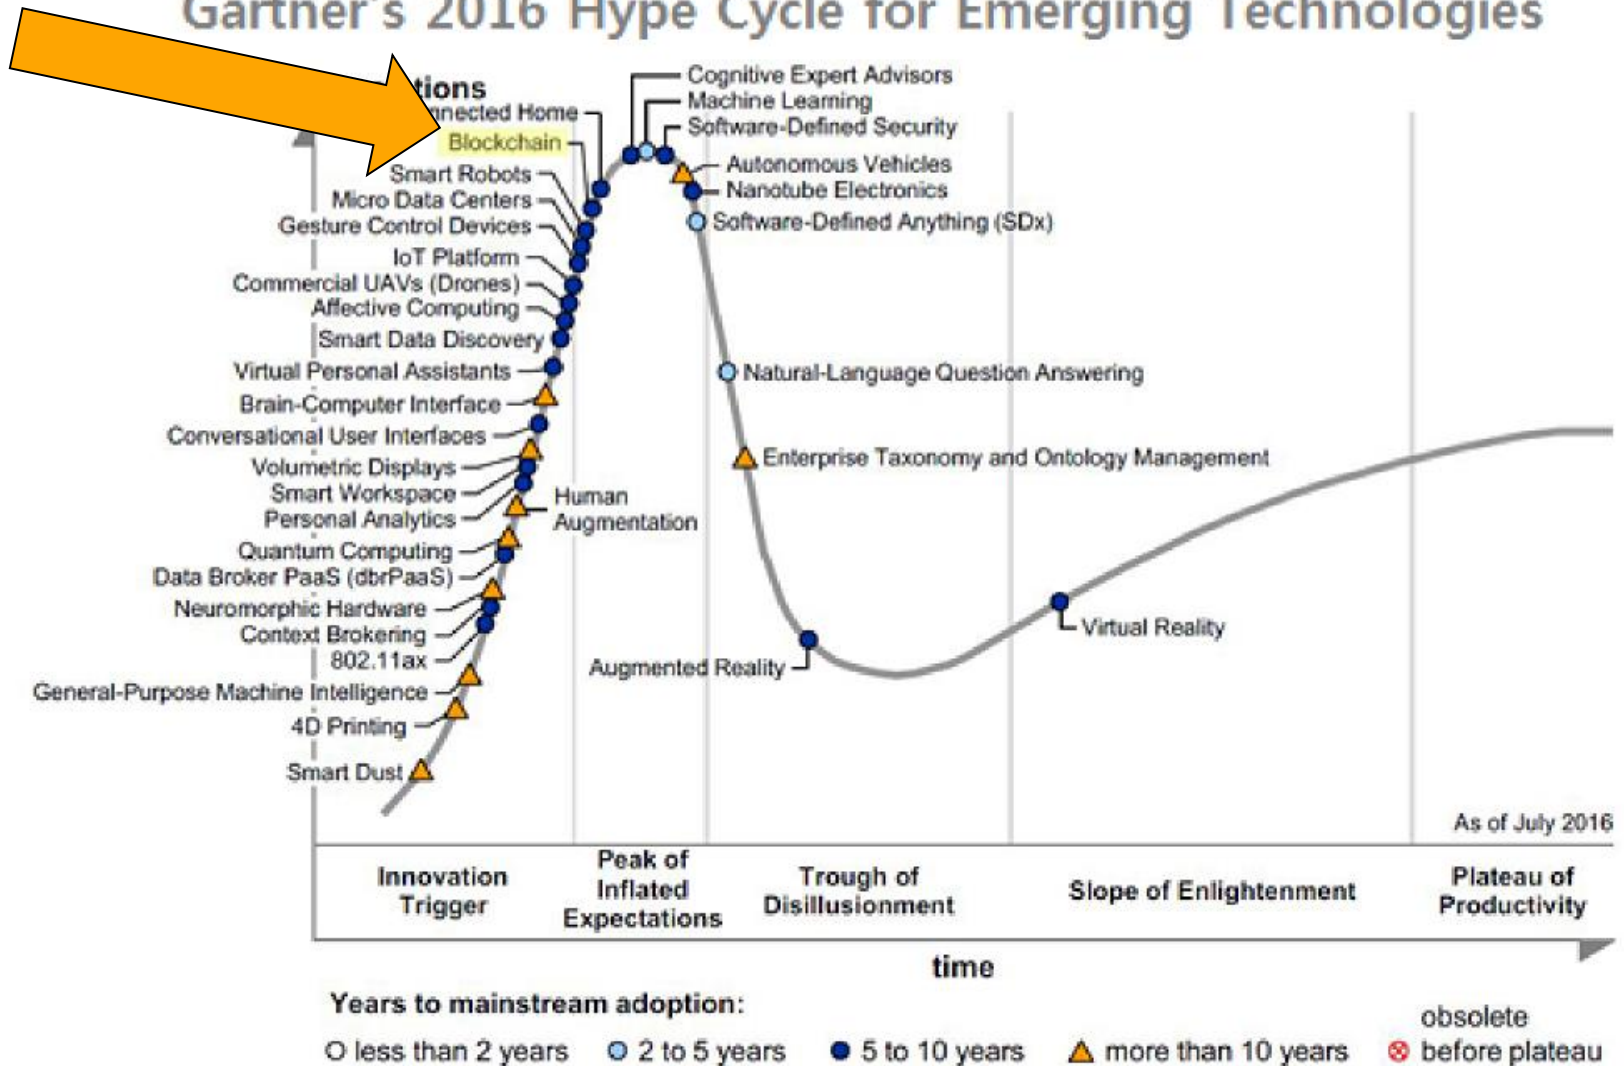 Gartner's 2016 Hype Cycle for Emerging Technologies
Cognitive Expert Advisors
Machine Learning
Home
Software-Defined Security
Blockchain
Autonomous Vehicles
Smart Robots
Nanotube Electronics
Micro Data Centers
Software-Defined Anything (SDx)
Gesture Control Devices
IoT Platform
Commercial UAVs (Drones)
Affective Computing
Smart Data Discovery
Virtual Personal Assistants
Natural-Language Question Answering
Brain-Computer Interface
Conversational User Interfaces
Enterprise Taxonomy and Ontology Management
Volumetric Displays
Smart Workspace
Human
Augmentation
Personal Analytics
Quantum Computing
Data Broker PaaS (dbrPaaS)
Neuromorphic Hardware
Context Brokering
Virtual Reality
802.11ax
Augmented Reality
General-Purpose Machine Intelligence
4D Printing
Smart Dust
As of July 2016
Innovation
Trigger
Peak of
Inflated
Expectations
Trough of
Disillusionment
Slope of Enlightenment
Plateau of
Productivity
time
Years to mainstream adoption:
less than 2 years
2 to 5 years
5 to 10 years
more than 10 years
obsolete
before plateau